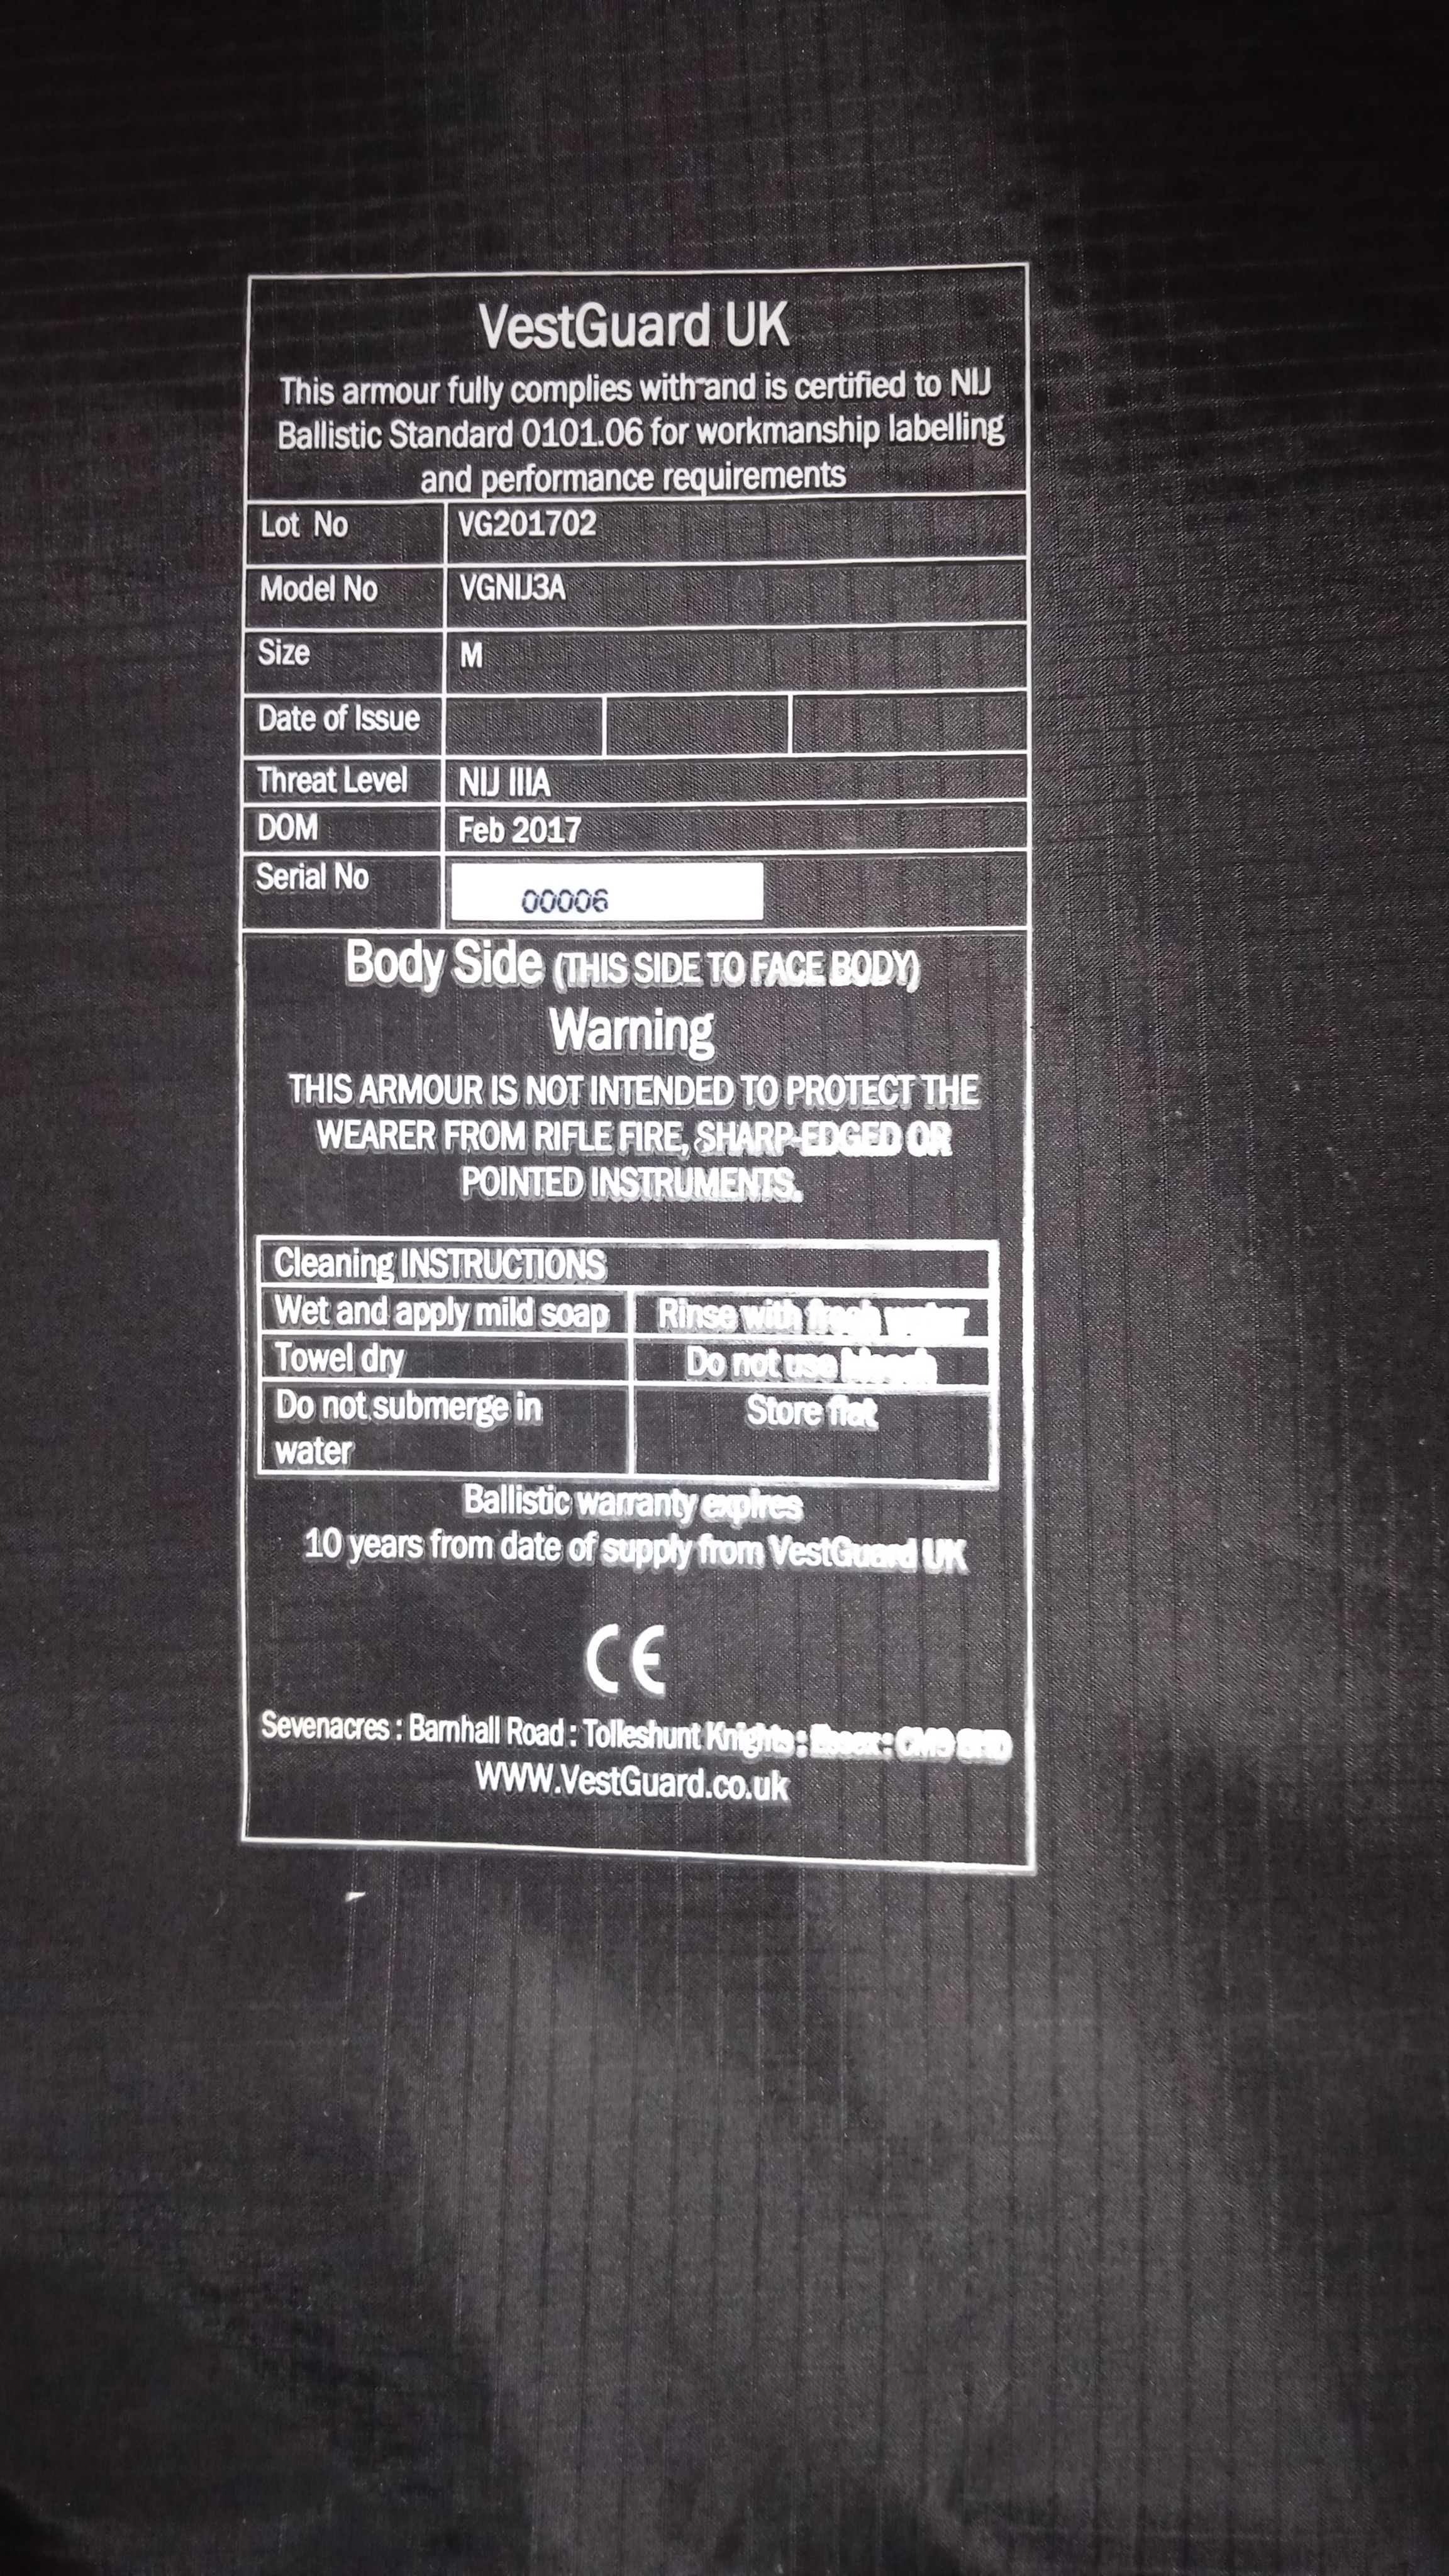 VestGuard UK
This armour fully complies with and is certified to NIJ
Ballistic Standard 0101.06 for workmanship labelling
and performance requirements
Lot No VG201702
Model No VGNIJ3A
Size M
Date of Issue
Threat Level NIJ IIIA
DOM Feb 2017
Serial No 00006
Body Side (THIS SIDE TO FACE BODY)
Warning
THIS ARMOUR IS NOT INTENDED TO PROTECT THE
WEARER FROM RIFLE FIRE, SHARP-EDGED OR
POINTED INSTRUMENTS.
Cleaning INSTRUCTIONS
Wet and apply mild soap Rinse with fresh water
Towel dry Do not use bleach
Do not submerge in Store flat
water
Ballistic warranty expires
10 years from date of supply from VestGuard UK
CE
Sevenacres : Barnhall Road : Tolleshunt Knights : Essex :
WWW.VestGuard.co.uk